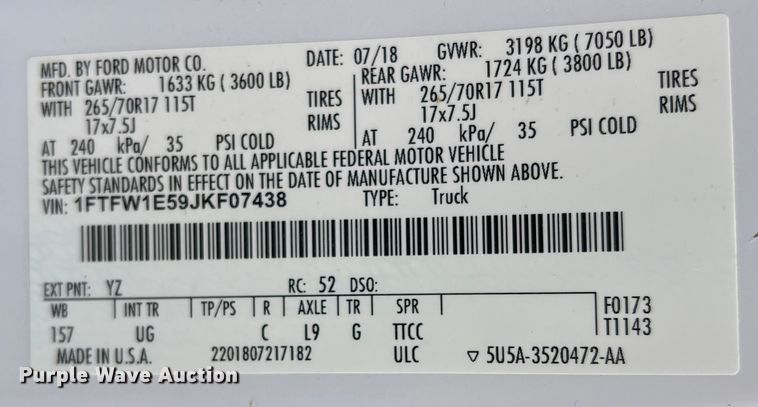 MFD. BY FORD MOTOR CO. DATE: 07/18 GVWR: 3198 KG ( 7050 LB)
FRONT GAWR: 1633 KG ( 3600 LB) REAR GAWR: 1724 KG ( 3800 LB)
WITH 265/70R17 115T TIRES WITH 265/70R17 115T TIRES
17x7.5J RIMS 17x7.5J RIMS
AT 240 kPa/ 35 PSI COLD AT 240 kPa/ 35 PSI COLD
THIS VEHICLE CONFORMS TO ALL APPLICABLE FEDERAL MOTOR VEHICLE
SAFETY STANDARDS IN EFFECT ON THE DATE OF MANUFACTURE SHOWN ABOVE.
VIN: 1FTFW1E59JKF07438 TYPE: Truck
EXT PNT: YZ RC: 52 DSO:
WB INT TR TP/PS R AXLE TR SPR F0173
157 UG C L9 G TTCC T1143
MADE IN U.S.A. 2201807217182 ULC ▽ 5U5A-3520472-AA
Purple Wave Auction